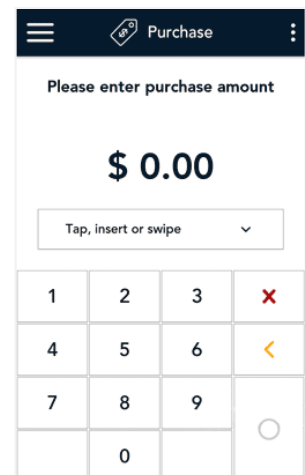 Purchase
Please enter purchase amount
$ 0.00
Tap, insert or swipe
1 2 3
4 5 6
7 8 9
0